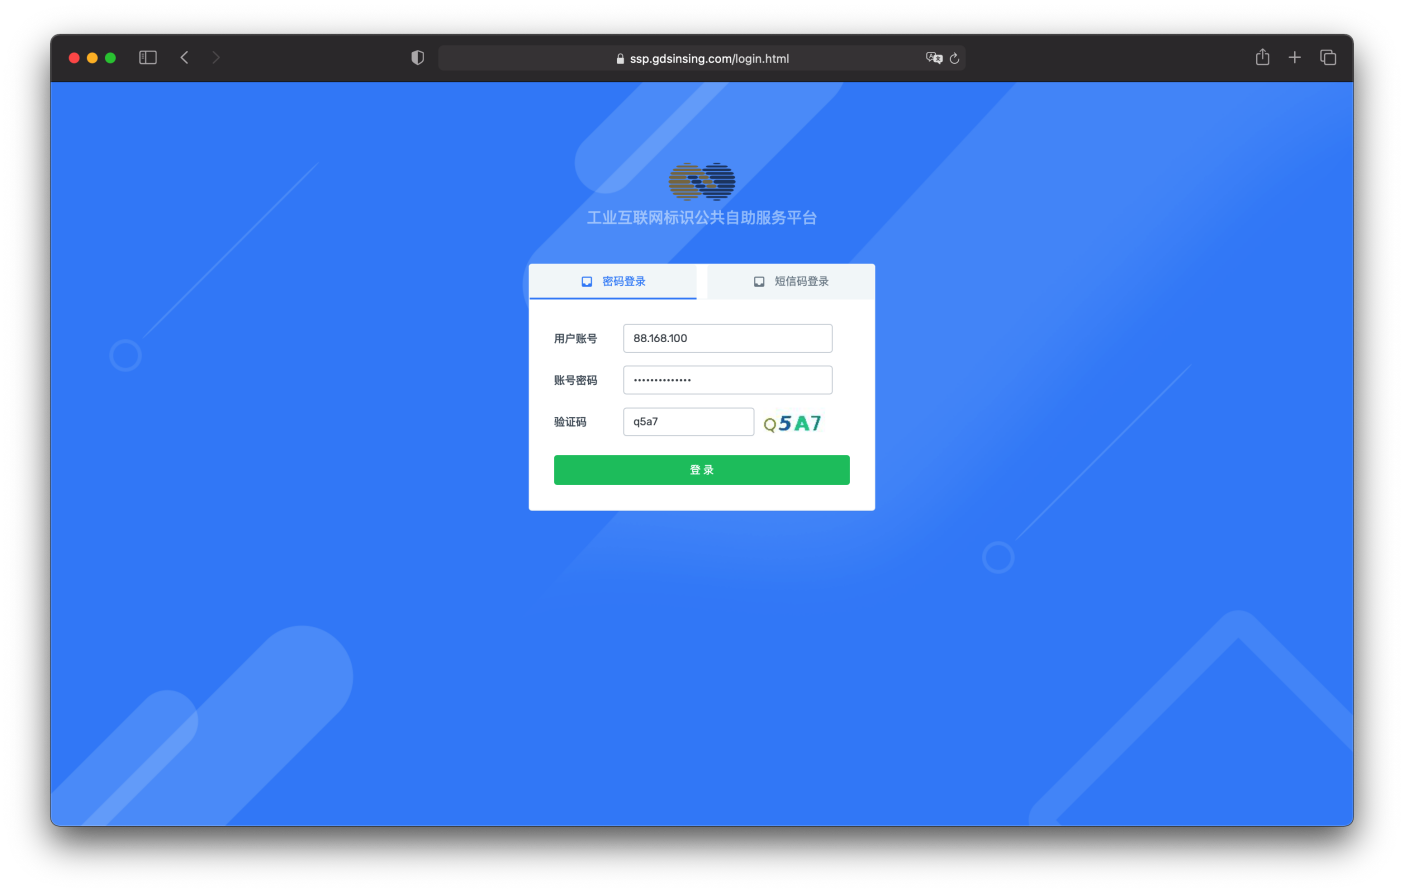 ssp.gdsinsing.com/login.html
工业互联网标识公共自助服务平台
密码登录
短信码登录
用户账号 88.168.100
账号密码 ••••••••••••••
验证码 q5a7 Q5A7
登 录